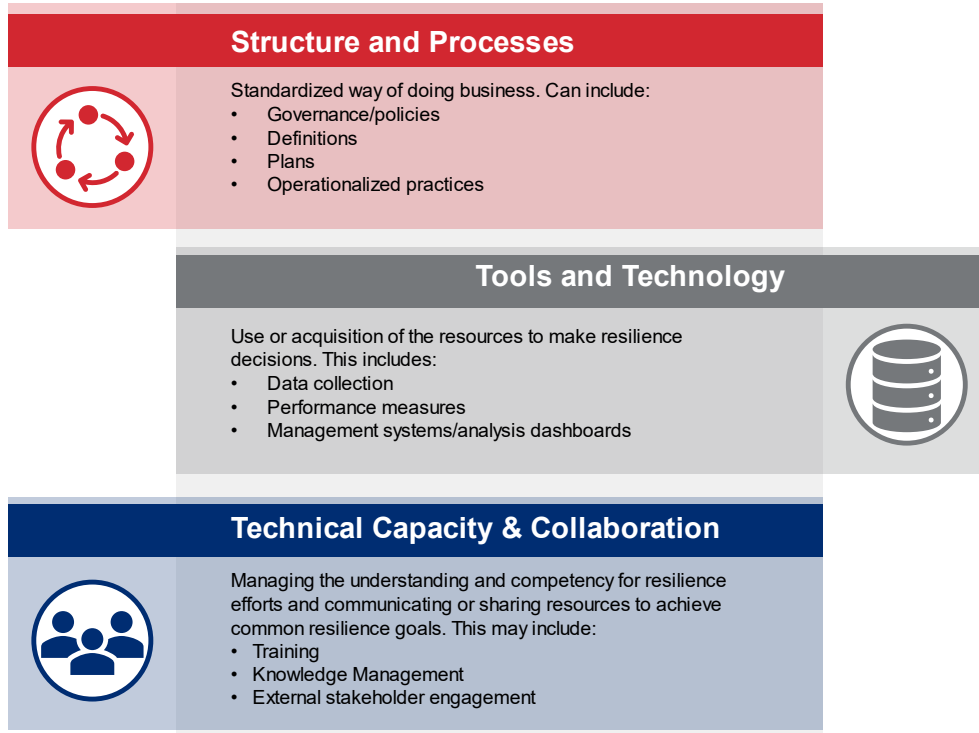 Structure and Processes
Standardized way of doing business. Can include:
• Governance/policies
• Definitions
• Plans
• Operationalized practices
Tools and Technology
Use or acquisition of the resources to make resilience
decisions. This includes:
• Data collection
• Performance measures
• Management systems/analysis dashboards
Technical Capacity & Collaboration
Managing the understanding and competency for resilience
efforts and communicating or sharing resources to achieve
common resilience goals. This may include:
• Training
• Knowledge Management
• External stakeholder engagement